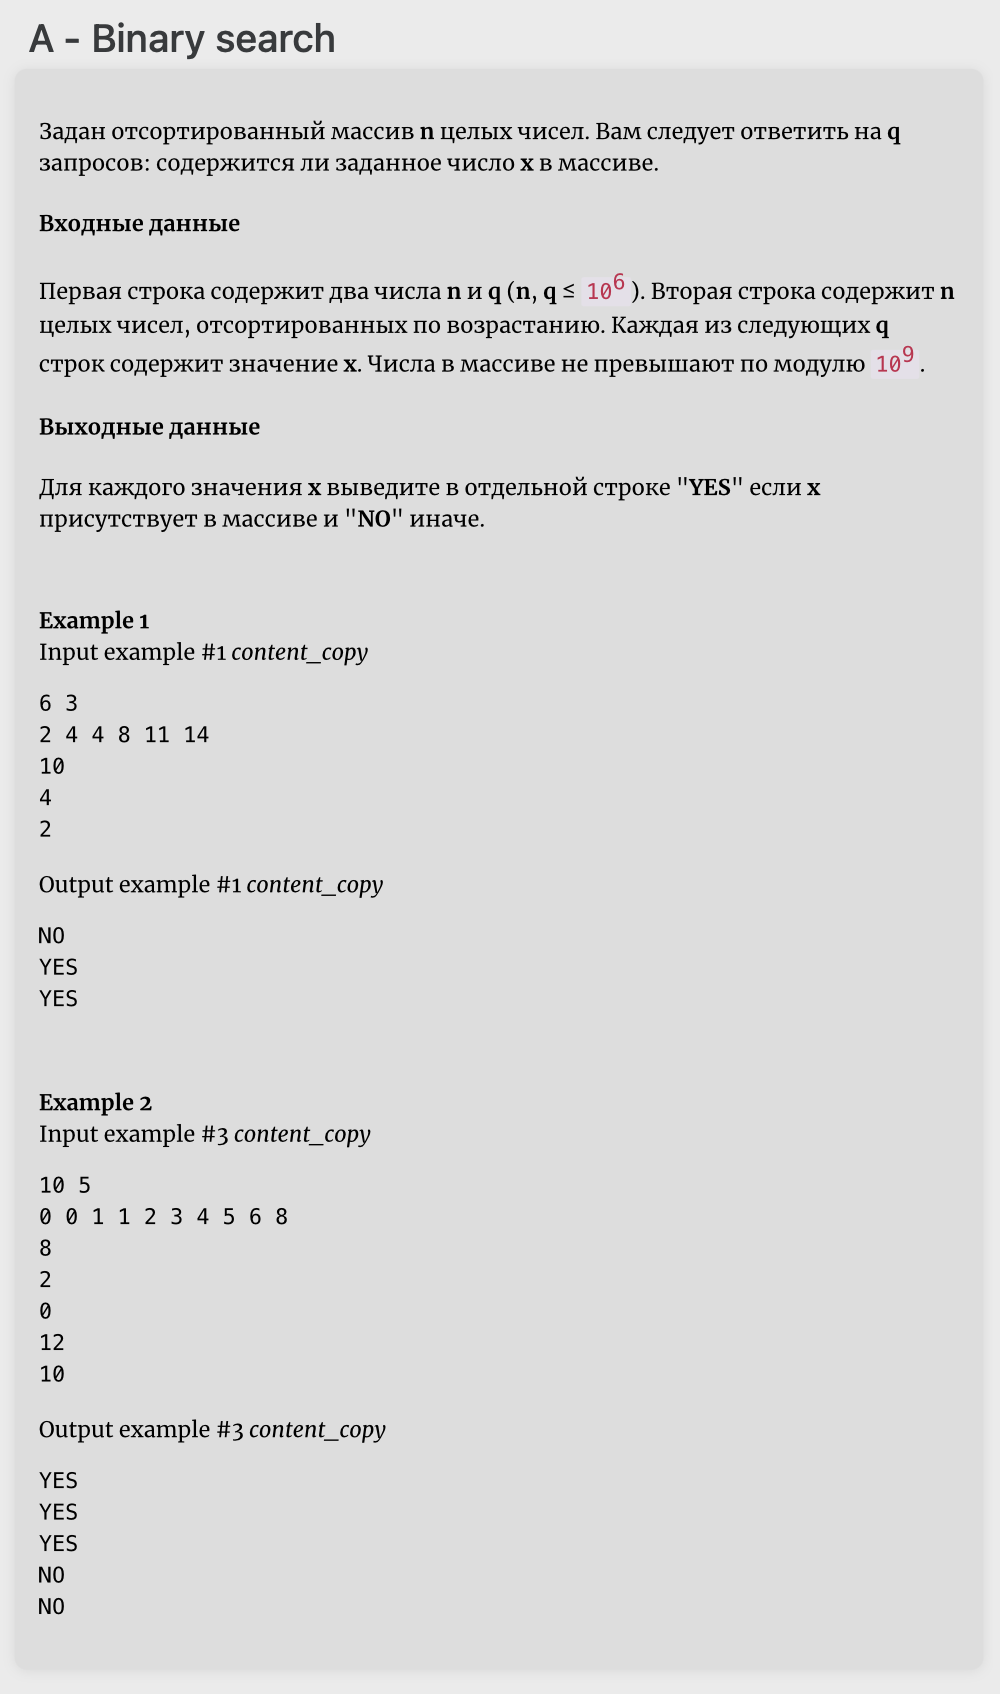 A - Binary search
Задан отсортированный массив n целых чисел. Вам следует ответить на q
запросов: содержится ли заданное число x в массиве.
Входные данные
Первая строка содержит два числа n и q (n, q ≤ 10^6 ). Вторая строка содержит n
целых чисел, отсортированных по возрастанию. Каждая из следующих q
строк содержит значение x. Числа в массиве не превышают по модулю 10^9 .
Выходные данные
Для каждого значения x выведите в отдельной строке "YES" если x
присутствует в массиве и "NO" иначе.
Example 1
Input example #1 content_copy
6 3
2 4 4 8 11 14
10
4
2
Output example #1 content_copy
NO
YES
YES
Example 2
Input example #3 content_copy
10 5
0 0 1 1 2 3 4 5 6 8
8
2
0
12
10
Output example #3 content_copy
YES
YES
YES
NO
NO